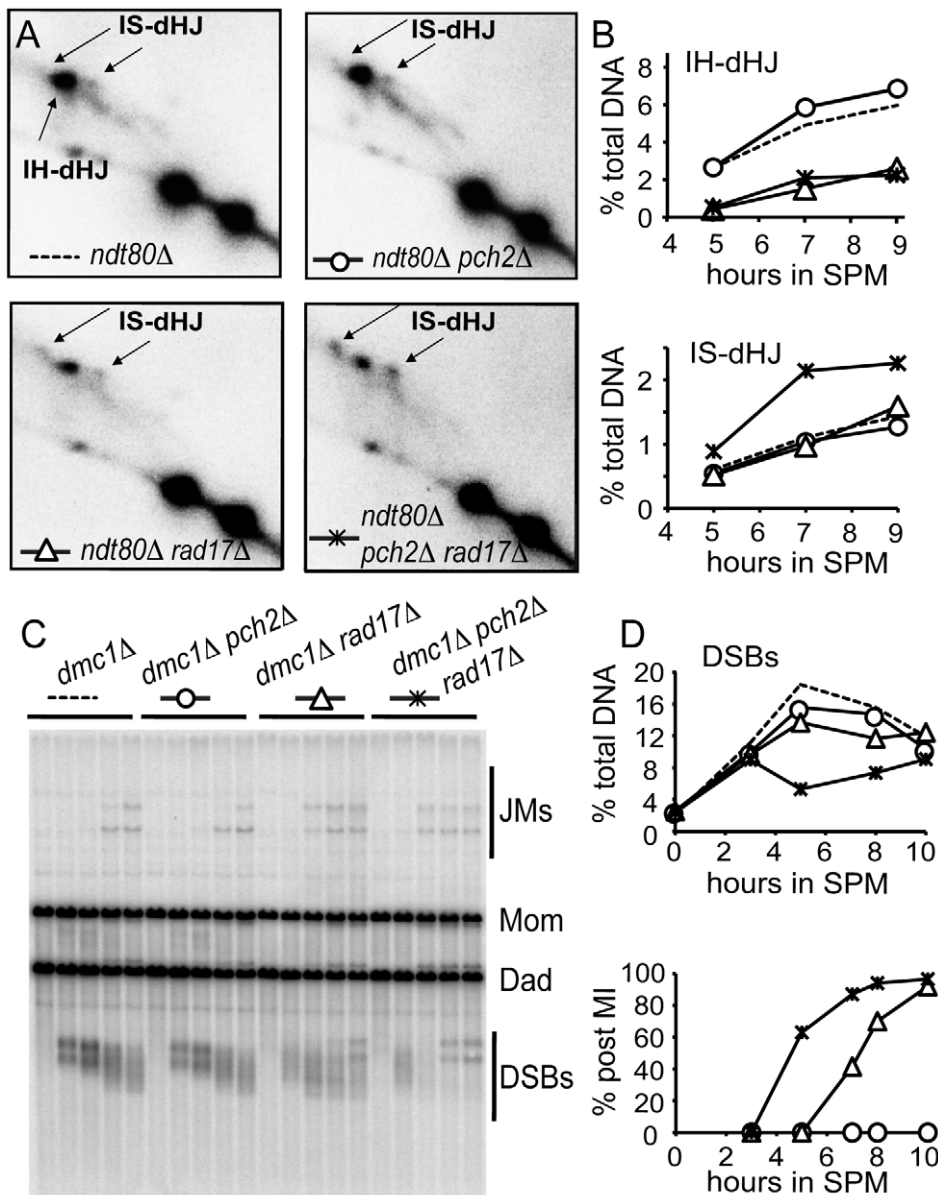 A
IS-dHJ
IH-dHJ
ndt80Δ
IS-dHJ
ndt80Δ pch2Δ
IS-dHJ
ndt80Δ rad17Δ
IS-dHJ
ndt80Δ
pch2Δ rad17Δ
B
IH-dHJ
% total DNA
8
6
4
2
0
4 5 6 7 8 9
hours in SPM
IS-dHJ
% total DNA
2
1
0
4 5 6 7 8 9
hours in SPM
C
dmc1Δ
dmc1Δ pch2Δ
dmc1Δ rad17Δ
dmc1Δ pch2Δ
rad17Δ
JMs
Mom
Dad
DSBs
D
DSBs
% total DNA
20
16
12
8
4
0
0 2 4 6 8 10
hours in SPM
% post MI
100
80
60
40
20
0
0 2 4 6 8 10
hours in SPM